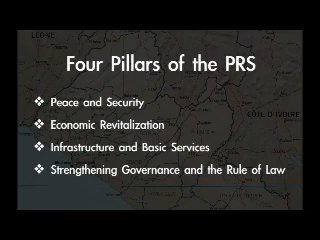 LEONE
Four Pillars of the PRS
❖ Peace and Security
❖ Economic Revitalization
CÔTE D'IVOIRE
❖ Infrastructure and Basic Services
❖ Strengthening Governance and the Rule of Law